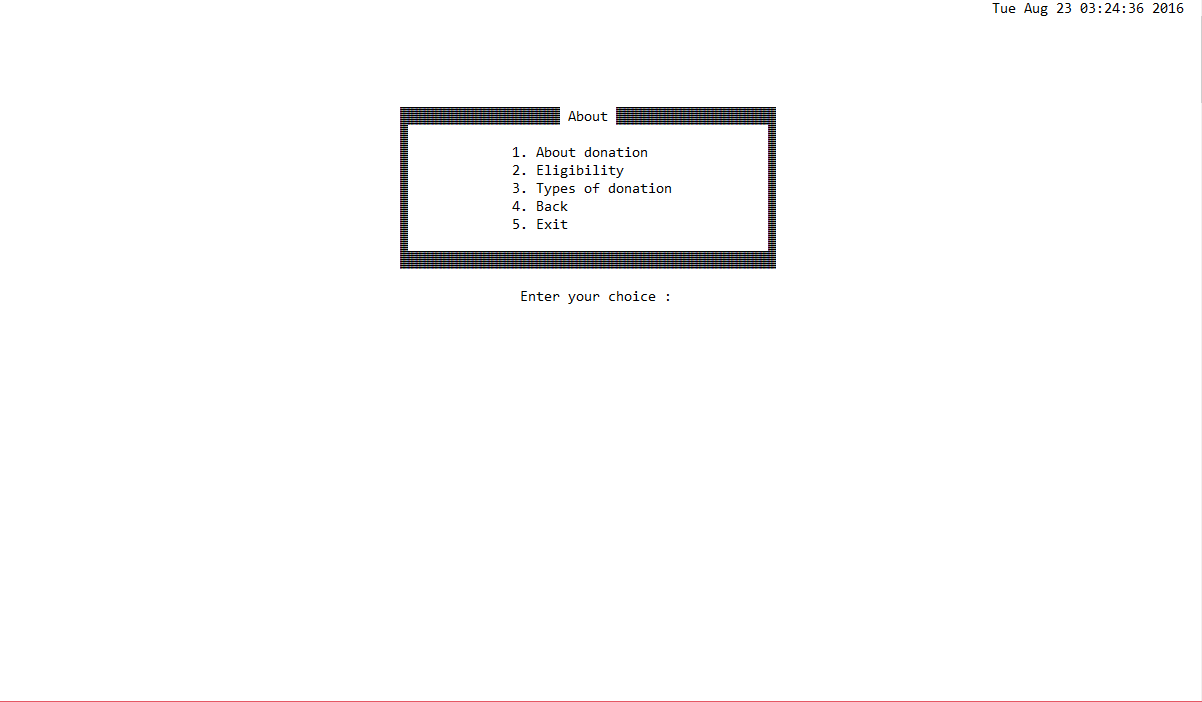 Tue Aug 23 03:24:36 2016
About
1. About donation
2. Eligibility
3. Types of donation
4. Back
5. Exit
Enter your choice :